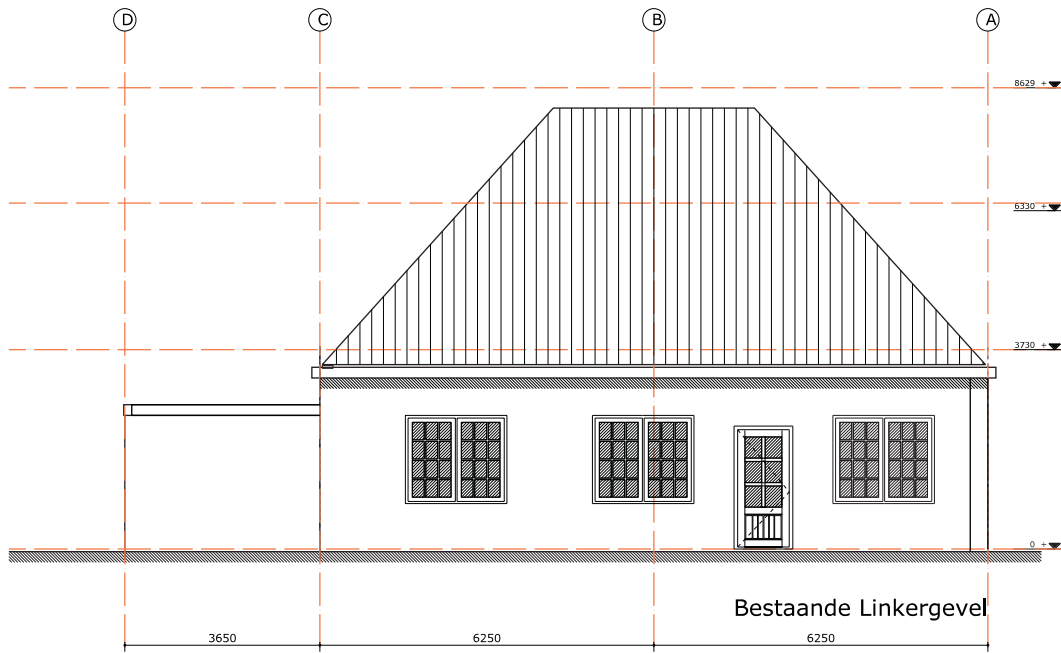 D C B A
8629 +
6330 +
3730 +
0 +
Bestaande Linkergevel
3650 6250 6250